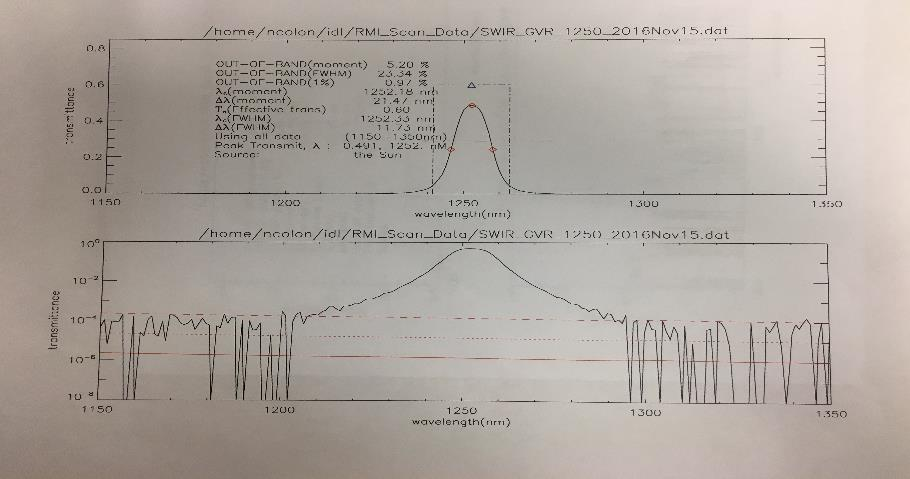 /home/ncolon/idl/RMI_Scan_Data/SWIR_GVR_1250_2016Nov15.dat
0.8
0.6
0.4
0.2
0.0
transmittance
OUT-OF-BAND(moment) 5.20 %
OUT-OF-BAND(FWHM) 23.34 %
OUT-OF-BAND(1%) 0.97 %
λ₀(moment) 1252.18 nm
Δλ(moment) 21.47 nm
(Effective trans) 0.60
(FWHM) 1252.33 nm
Δλ(FWHM) 11.73 nm
Using all data (1150-1350nm)
Peak Transmit, λ : 0.491, 1252. nM
Source: the Sun
1150 1200 1250 1300 1350
wavelength(nm)
/home/ncolon/idl/RMI_Scan_Data/SWIR_GVR_1250_2016Nov15.dat
10⁰
10⁻²
10⁻⁴
10⁻⁶
10⁻⁸
transmittance
1150 1200 1250 1300 1350
wavelength(nm)